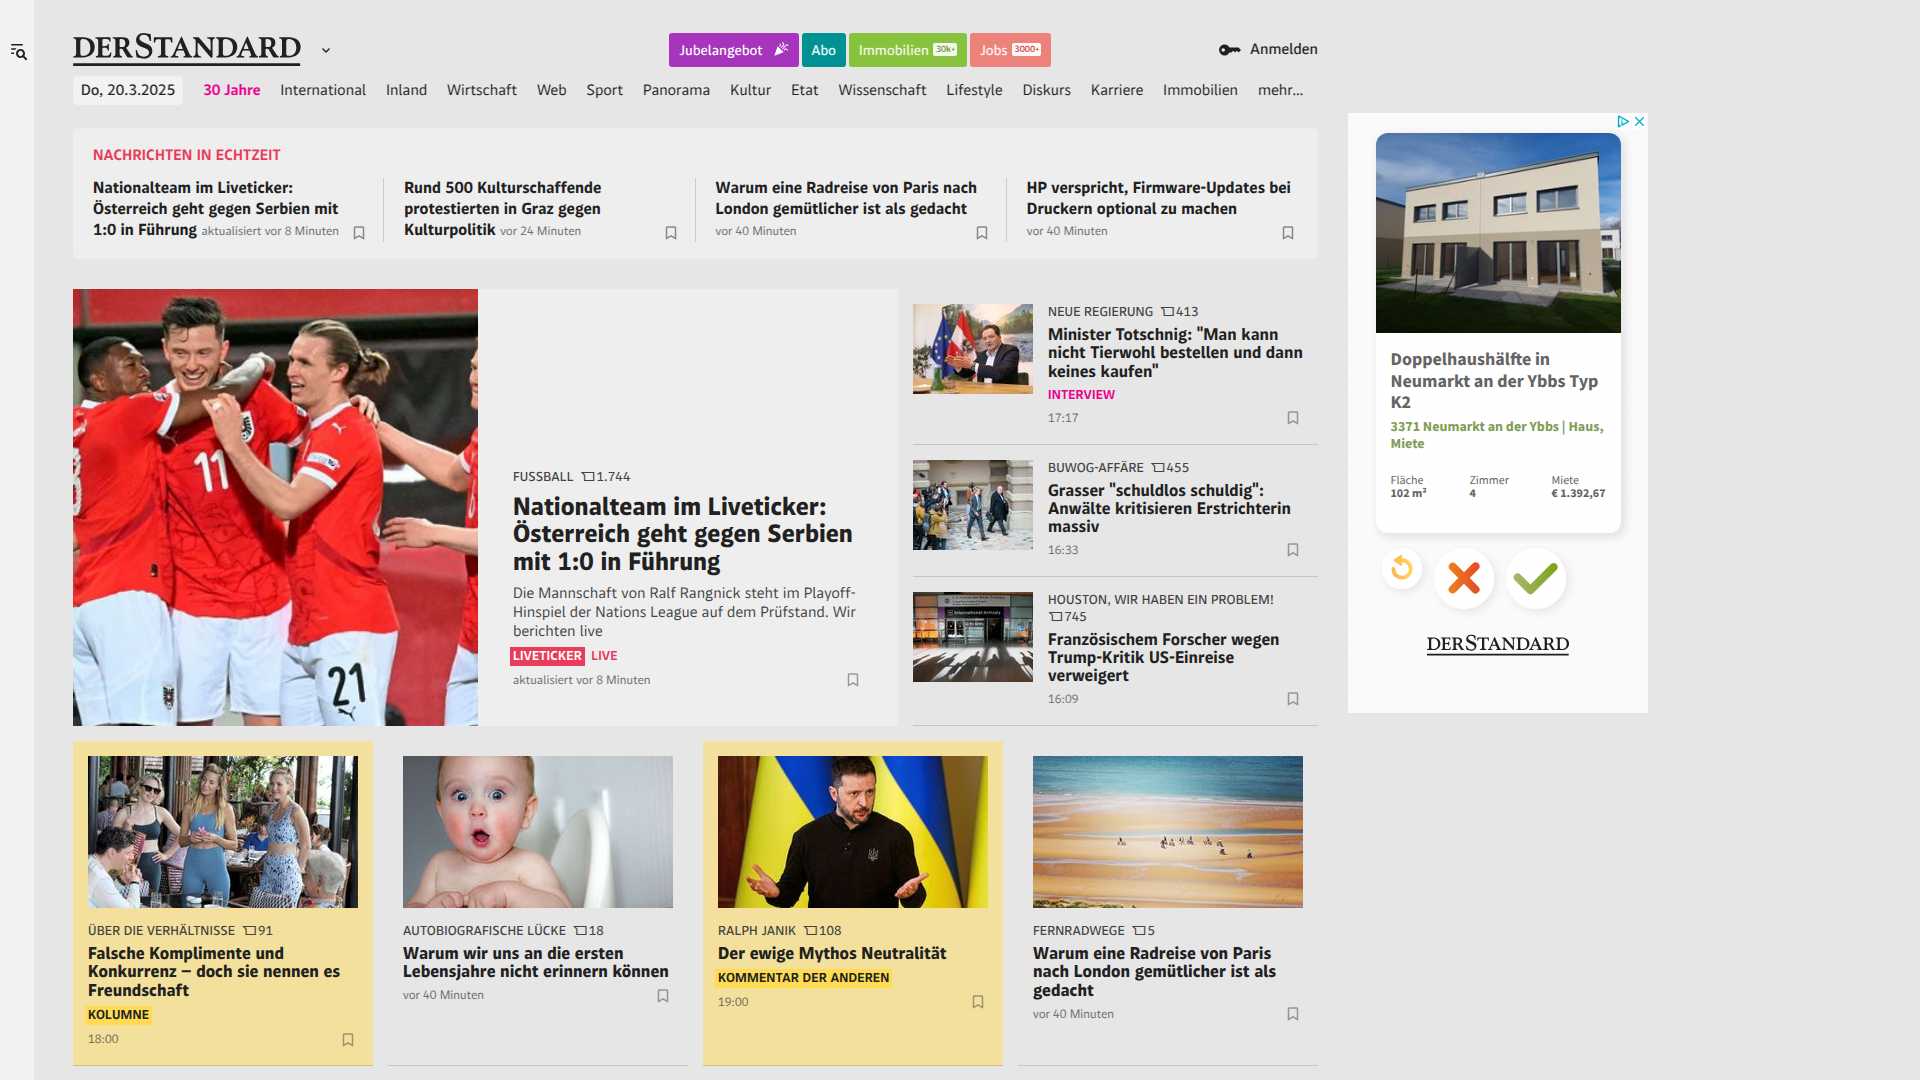 DERSTANDARD
Jubelangebot
Abo
Immobilien 30k+
Jobs 3000+
Anmelden
Do, 20.3.2025
30 Jahre
International
Inland
Wirtschaft
Web
Sport
Panorama
Kultur
Etat
Wissenschaft
Lifestyle
Diskurs
Karriere
Immobilien
mehr...
NACHRICHTEN IN ECHTZEIT
Nationalteam im Liveticker:
Österreich geht gegen Serbien mit
1:0 in Führung aktualisiert vor 8 Minuten
Rund 500 Kulturschaffende
protestierten in Graz gegen
Kulturpolitik vor 24 Minuten
Warum eine Radreise von Paris nach
London gemütlicher ist als gedacht
vor 40 Minuten
HP verspricht, Firmware-Updates bei
Druckern optional zu machen
vor 40 Minuten
11
21
FUSSBALL 1.744
Nationalteam im Liveticker:
Österreich geht gegen Serbien
mit 1:0 in Führung
Die Mannschaft von Ralf Rangnick steht im Playoff-
Hinspiel der Nations League auf dem Prüfstand. Wir
berichten live
LIVETICKER LIVE
aktualisiert vor 8 Minuten
NEUE REGIERUNG 413
Minister Totschnig: "Man kann
nicht Tierwohl bestellen und dann
keines kaufen"
INTERVIEW
17:17
BUWOG-AFFÄRE 455
Grasser "schuldlos schuldig":
Anwälte kritisieren Erstrichterin
massiv
16:33
HOUSTON, WIR HABEN EIN PROBLEM!
745
Französischem Forscher wegen
Trump-Kritik US-Einreise
verweigert
16:09
Doppelhaushälfte in
Neumarkt an der Ybbs Typ
K2
3371 Neumarkt an der Ybbs | Haus,
Miete
Fläche
102 m²
Zimmer
4
Miete
€ 1.392,67
DERSTANDARD
ÜBER DIE VERHÄLTNISSE 91
Falsche Komplimente und
Konkurrenz – doch sie nennen es
Freundschaft
KOLUMNE
18:00
AUTOBIOGRAFISCHE LÜCKE 18
Warum wir uns an die ersten
Lebensjahre nicht erinnern können
vor 40 Minuten
RALPH JANIK 108
Der ewige Mythos Neutralität
KOMMENTAR DER ANDEREN
19:00
FERNRADWEGE 5
Warum eine Radreise von Paris
nach London gemütlicher ist als
gedacht
vor 40 Minuten